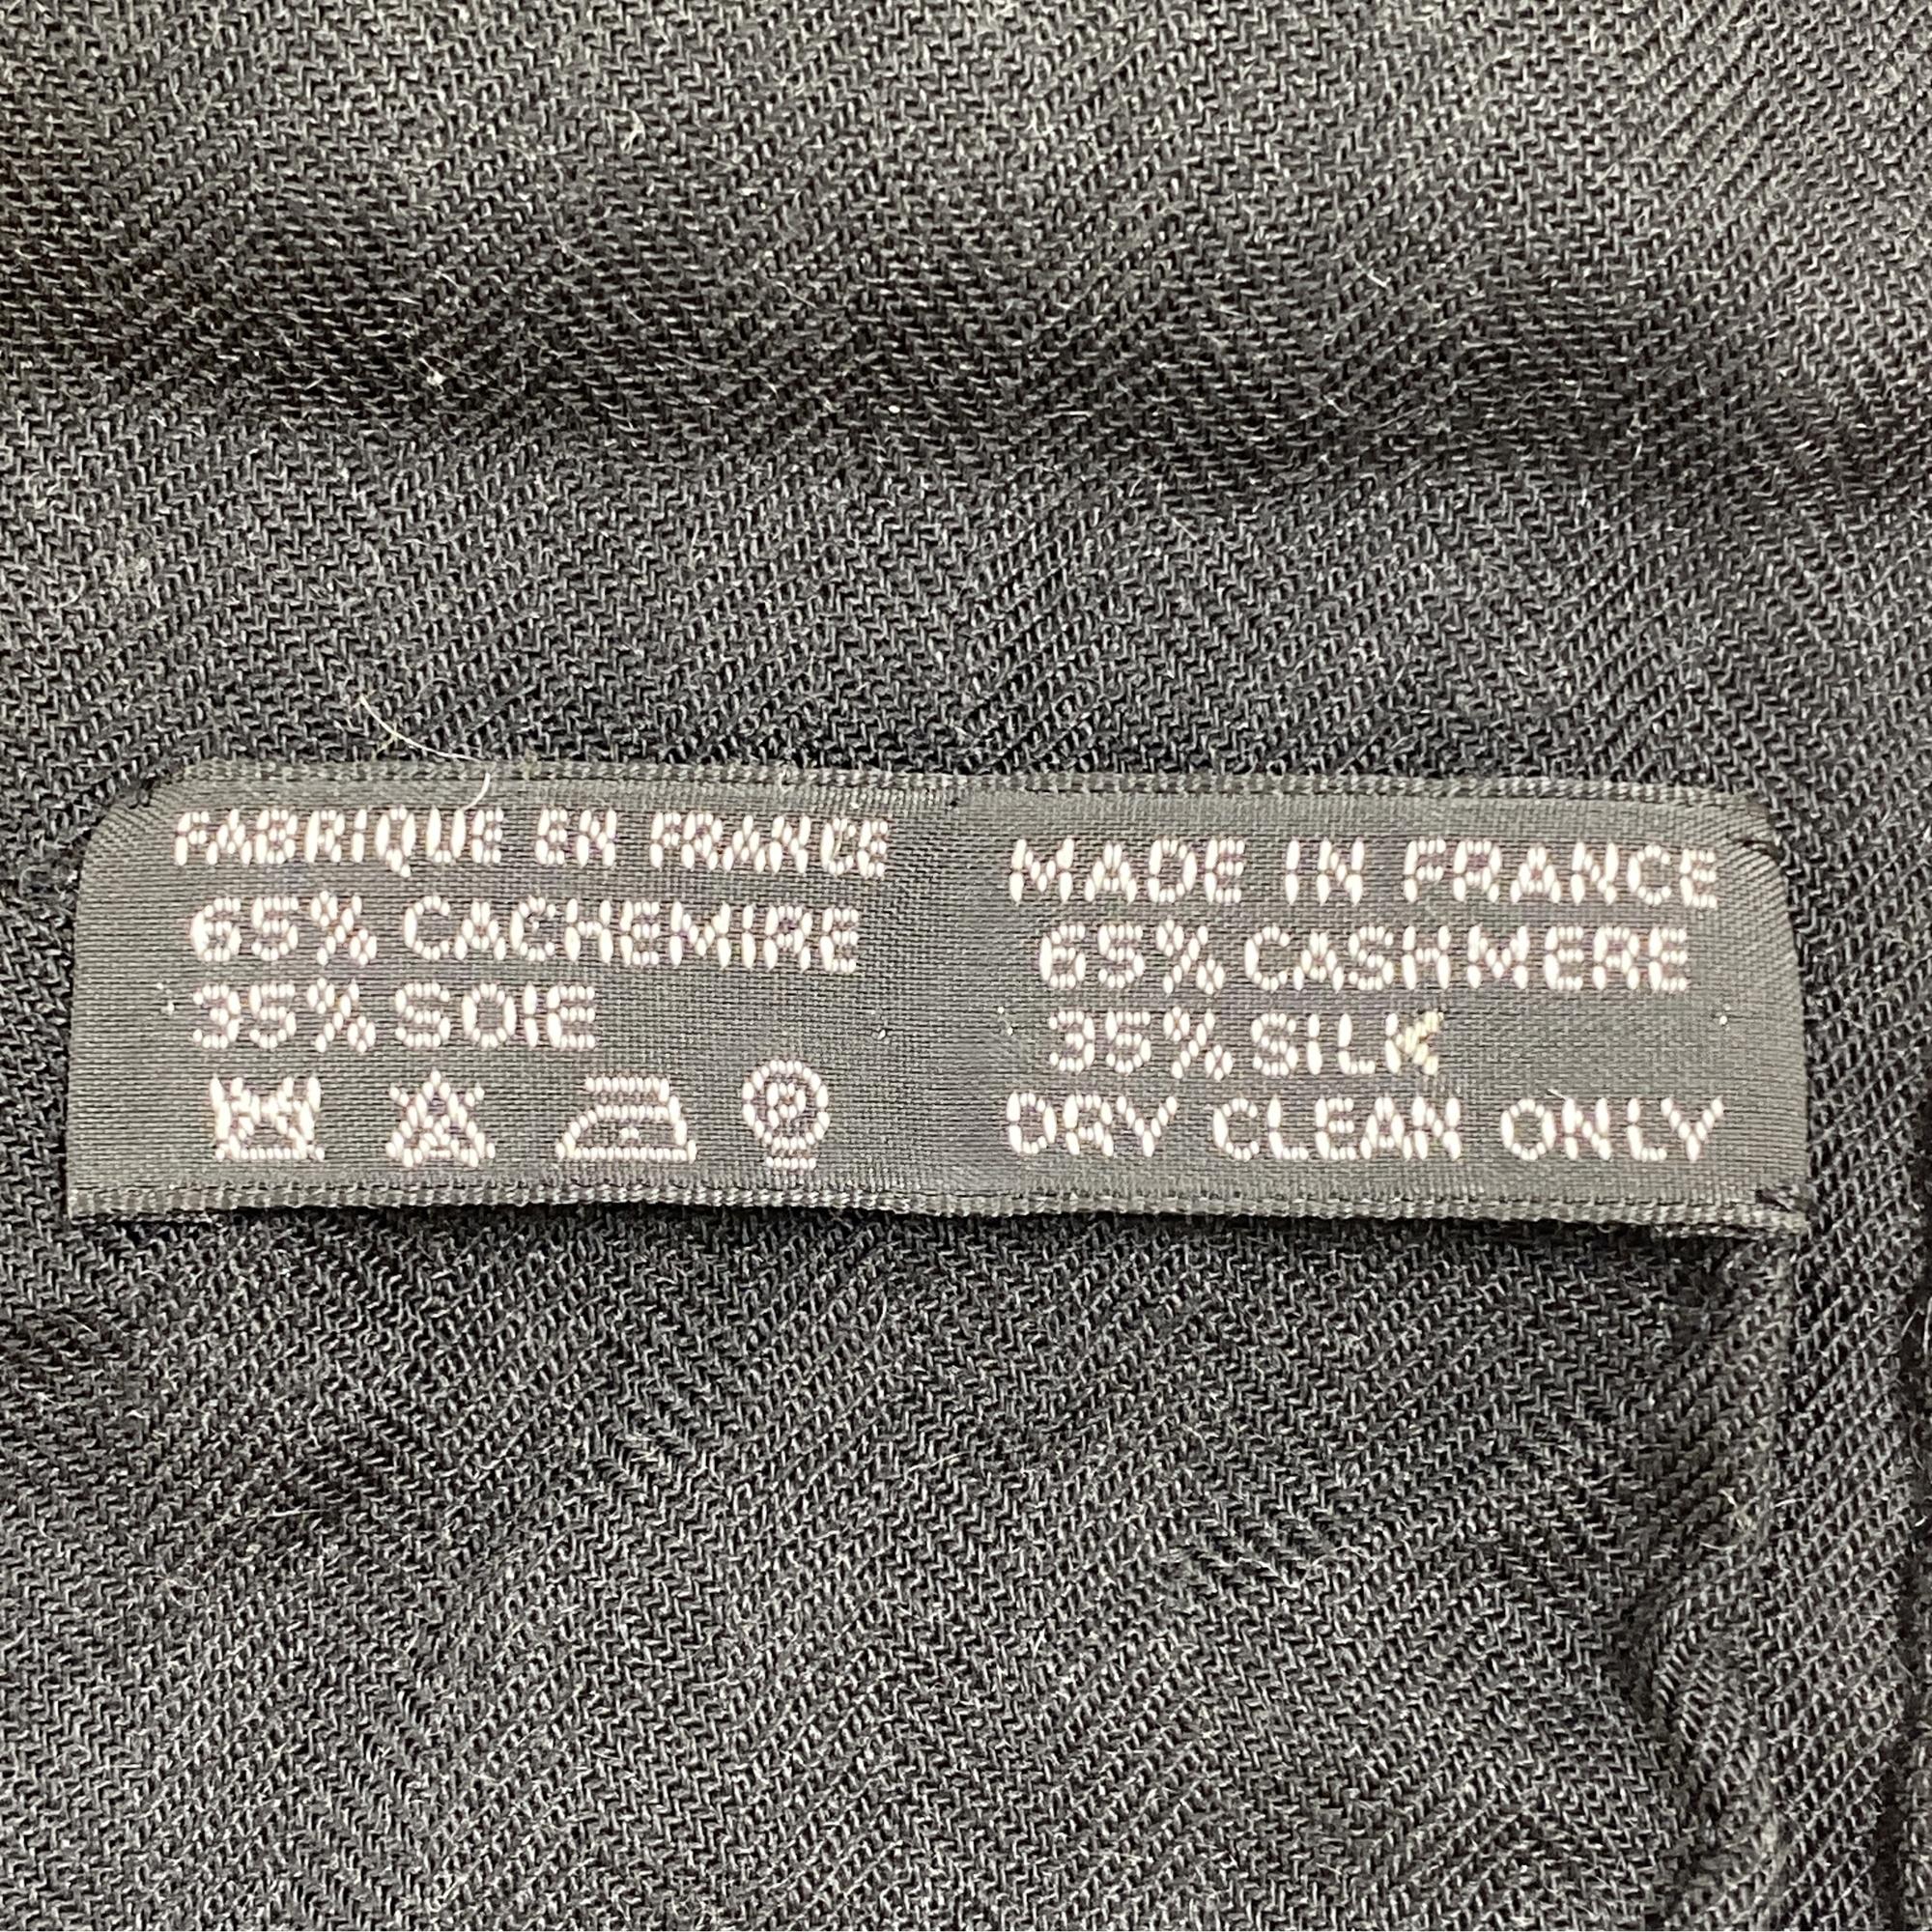 FABRIQUE EN FRANCE
65% CACHEMIRE
35% SOIE
P
MADE IN FRANCE
65% CASHMERE
35% SILK
DRY CLEAN ONLY